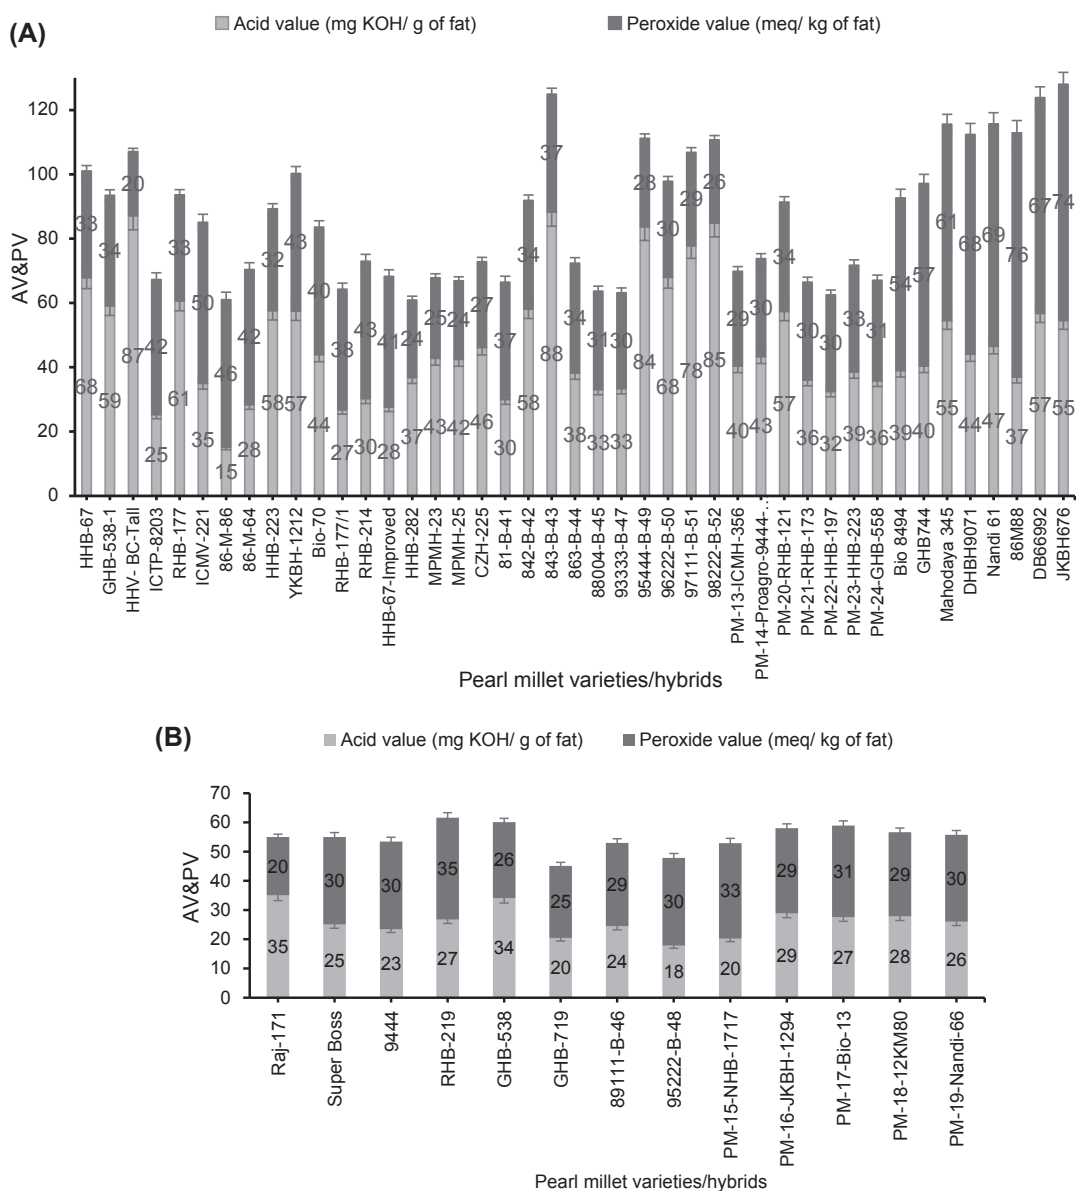 (A)
Acid value (mg KOH/ g of fat) Peroxide value (meq/ kg of fat)
AV&PV
120
100
80
60
40
20
0
33 34 20 42 33 50 46 42 32 43 40 38 43 41 24 25 24 27 37 34 37 34 31 30 28 30 29 26 29 30 34 30 30 33 31 54 57 61 68 69 76 67 74
68 59 87 25 61 35 15 28 58 57 44 27 30 28 37 43 42 46 30 58 88 38 33 33 84 68 78 85 40 43 57 36 32 39 36 39 40 55 44 47 37 57 55
HHB-67
GHB-538-1
HHV- BC-Tall
ICTP-8203
RHB-177
ICMV-221
86-M-86
86-M-64
HHB-223
YKBH-1212
Bio-70
RHB-177/1
RHB-214
HHB-67-Improved
HHB-282
MPMH-23
MPMH-25
CZH-225
81-B-41
842-B-42
843-B-43
863-B-44
88004-B-45
93333-B-47
95444-B-49
96222-B-50
97111-B-51
98222-B-52
PM-13-ICMH-356
PM-14-Proagro-9444-..
PM-20-RHB-121
PM-21-RHB-173
PM-22-HHB-197
PM-23-HHB-223
PM-24-GHB-558
Bio 8494
GHB744
Mahodaya 345
DHBH9071
Nandi 61
86M88
DB66992
JKBH676
Pearl millet varieties/hybrids
(B)
Acid value (mg KOH/ g of fat) Peroxide value (meq/ kg of fat)
AV&PV
70
60
50
40
30
20
10
0
20 30 30 35 26 25 29 30 33 29 31 29 30
35 25 23 27 34 20 24 18 20 29 27 28 26
Raj-171
Super Boss
9444
RHB-219
GHB-538
GHB-719
89111-B-46
95222-B-48
PM-15-NHB-1717
PM-16-JKBH-1294
PM-17-Bio-13
PM-18-12KM80
PM-19-Nandi-66
Pearl millet varieties/hybrids